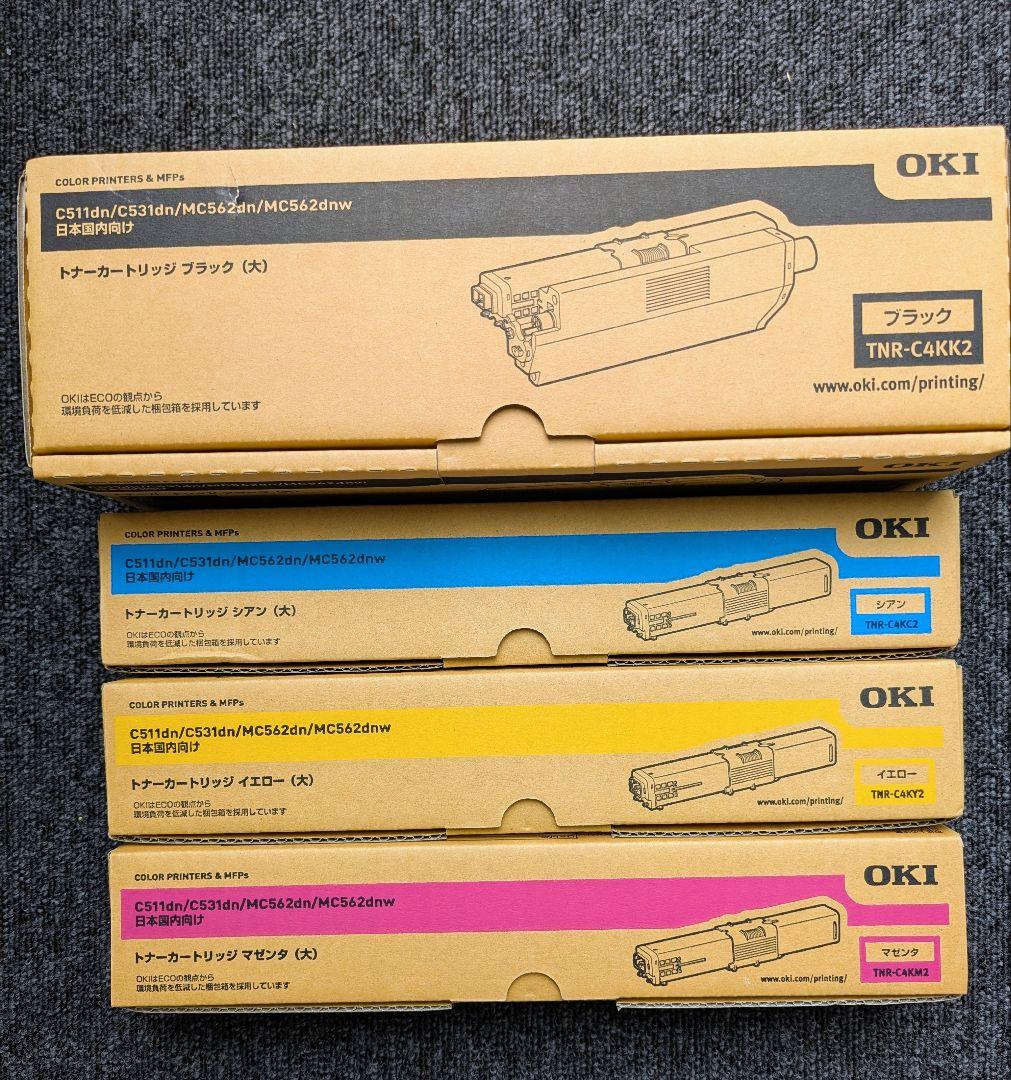 COLOR PRINTERS & MFPs
OKI
C511dn/C531dn/MC562dn/MC562dnw
日本国内向け
トナーカートリッジ ブラック（大）
ブラック
TNR-C4KK2
www.oki.com/printing/
OKIはECOの観点から
環境負荷を低減した梱包箱を採用しています
OKI
COLOR PRINTERS & MFPs
OKI
C511dn/C531dn/MC562dn/MC562dnw
日本国内向け
トナーカートリッジ シアン（大）
シアン
TNR-C4KC2
OKIはECOの観点から
環境負荷を低減した梱包箱を採用しています
www.oki.com/printing/
COLOR PRINTERS & MFPs
OKI
C511dn/C531dn/MC562dn/MC562dnw
日本国内向け
トナーカートリッジ イエロー（大）
イエロー
TNR-C4KY2
OKIはECOの観点から
環境負荷を低減した梱包箱を採用しています
www.oki.com/printing/
COLOR PRINTERS & MFPs
OKI
C511dn/C531dn/MC562dn/MC562dnw
日本国内向け
トナーカートリッジ マゼンタ（大）
マゼンタ
TNR-C4KM2
OKIはECOの観点から
環境負荷を低減した梱包箱を採用しています
www.oki.com/printing/